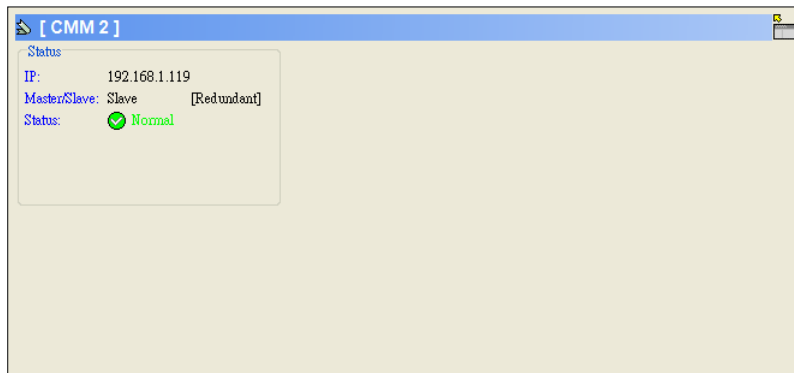 [ CMM 2 ]
Status
IP: 192.168.1.119
Master/Slave: Slave [Redundant]
Status: Normal